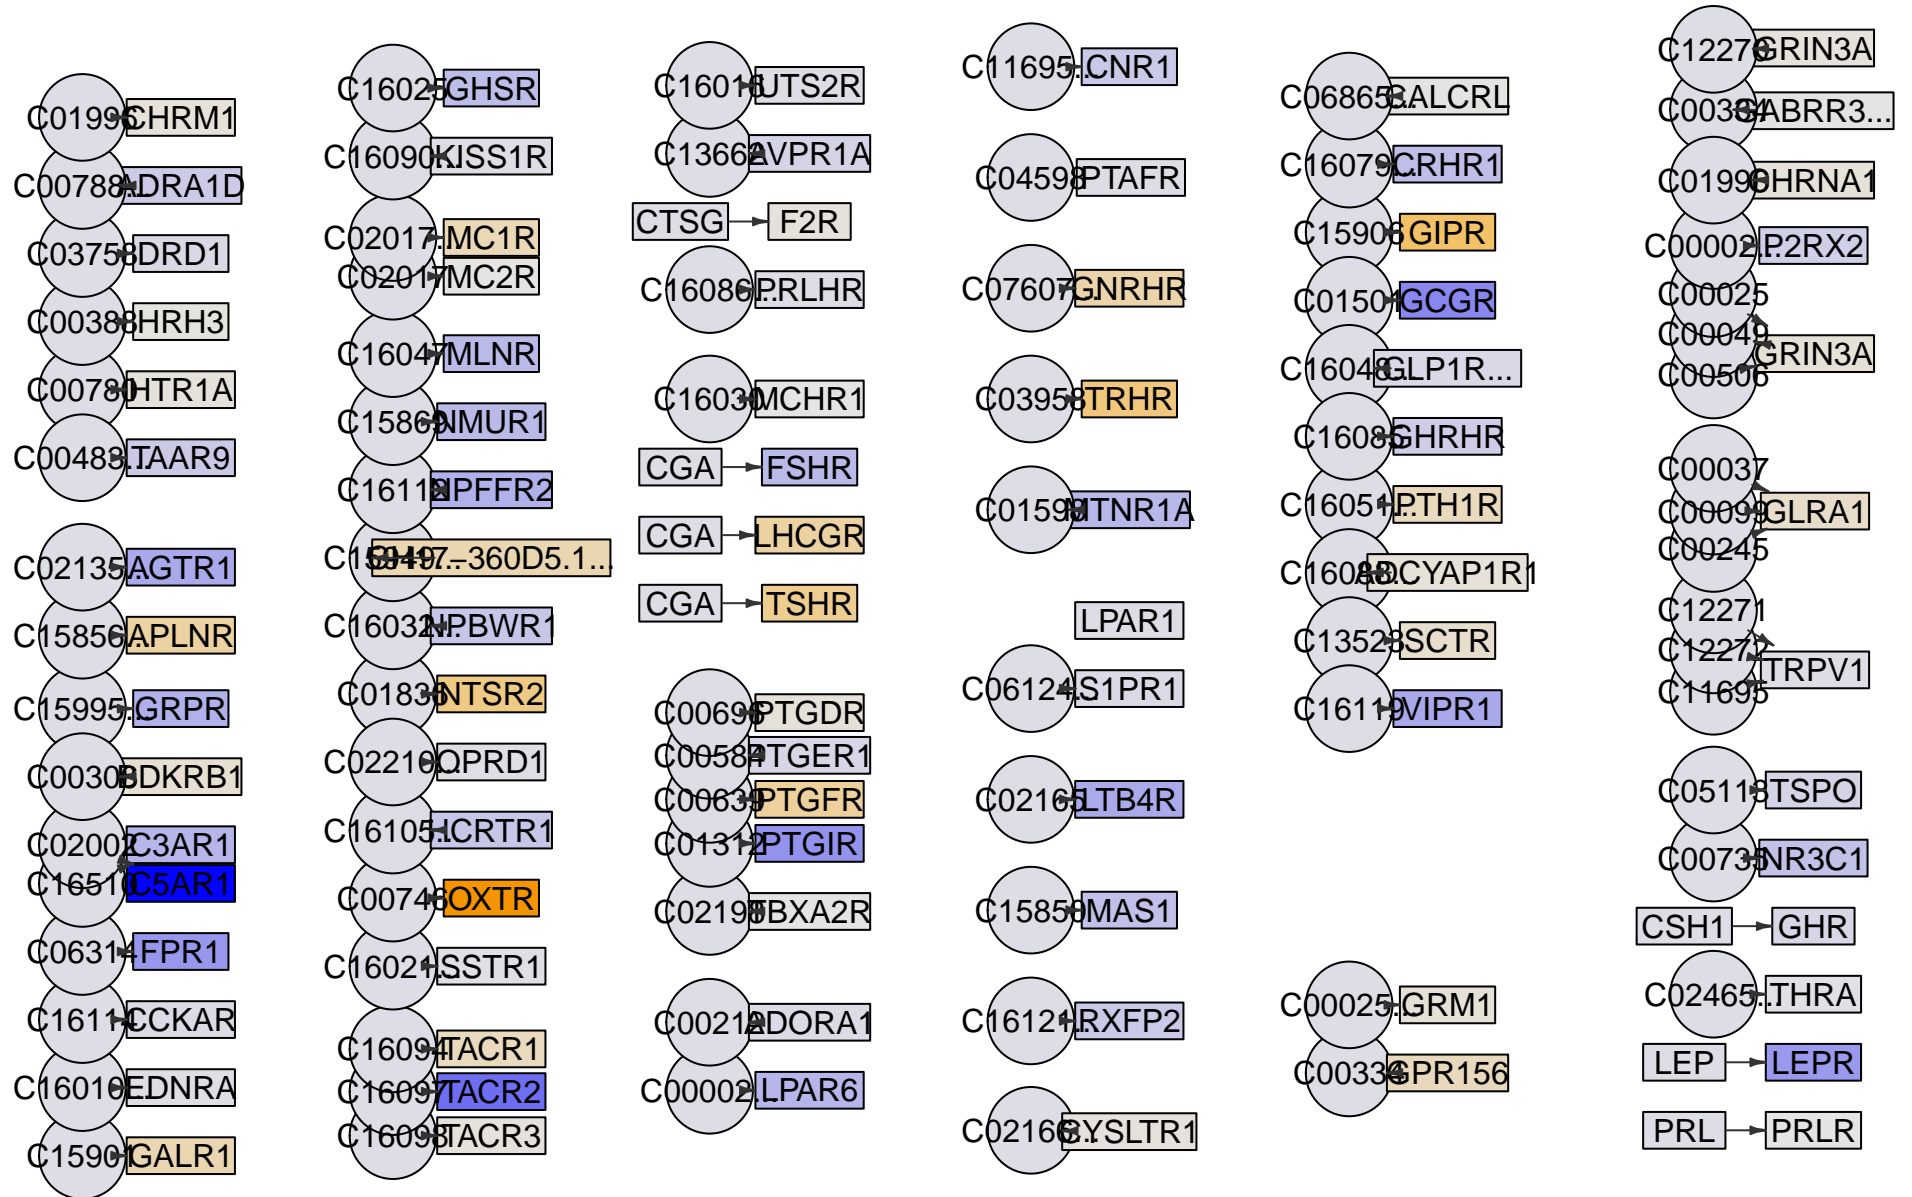 C01996 CHRM1
C00788... ADRA1D
C03758 DRD1
C00388 HRH3
C00780 HTR1A
C00483... TAAR9
C02135... AGTR1
C15856... APLNR
C15995... GRPR
C00306 BDKRB1
C02002 C3AR1
C16510 C5AR1
C06314 FPR1
C16114 CCKAR
C16010 EDNRA
C15901 GALR1
C16025 GHSR
C16090... KISS1R
C02017... MC1R
C02017 MC2R
C16047 MLNR
C15869 NMUR1
C16118 NPFFR2
360D5.1...
C16032... NPBWR1
C01836 NTSR2
C02210... OPRD1
C16105... HCRTR1
C00746 OXTR
C16021... SSTR1
C16094 TACR1
C16097 TACR2
C16098 TACR3
C16016 UTS2R
C13662 AVPR1A
CTSG F2R
C16086... PRLHR
C16030 MCHR1
CGA FSHR
CGA LHCGR
CGA TSHR
C00696 PTGDR
C00584 PTGER1
C00639 PTGFR
C01312 PTGIR
C02198 TBXA2R
C00212 ADORA1
C00002... LPAR6
C11695... CNR1
C04598 PTAFR
C07607... GNRHR
C03958 TRHR
C01598 MTNR1A
LPAR1
C06124... S1PR1
C02165 LTB4R
C15850 MAS1
C16121... RXFP2
C02166... CYSLTR1
C06865... CALCRL
C16079... CRHR1
C15906 GIPR
C01501 GCGR
C16048... GLP1R...
C16085 GHRHR
C16051... PTH1R
C16088... ADCYAP1R1
C13523 SCTR
C16119 VIPR1
C00025... GRM1
C00334 GPR156
C12270 GRIN3A
C00334 GABRR3...
C01996 CHRNA1
C00002... P2RX2
C00025
C00049
GRIN3A
C00506
C00037
C00099 GLRA1
C00245
C12271
C12272
TRPV1
C11695
C05113 TSPO
C00735 NR3C1
CSH1 GHR
C02465... THRA
LEP LEPR
PRL PRLR